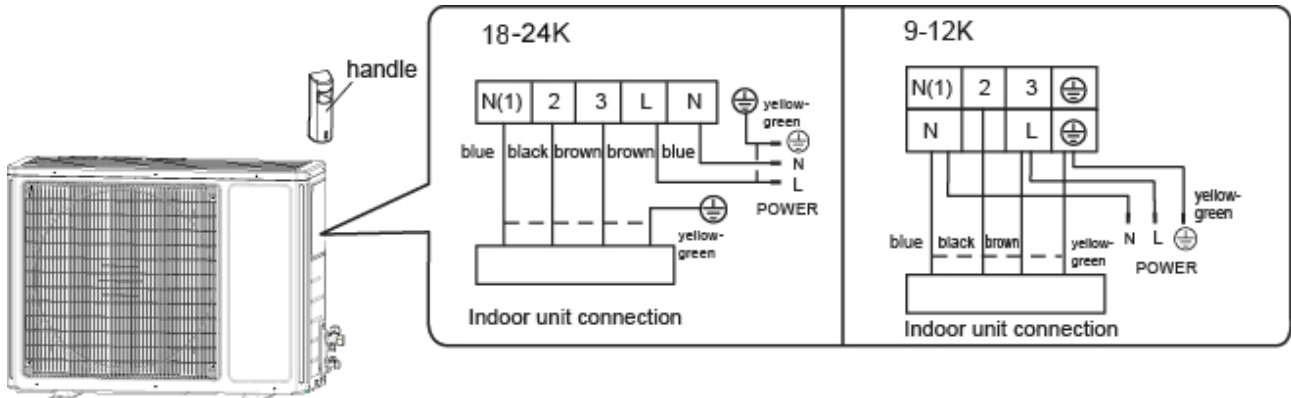 handle
18-24K
N(1) 2 3 L N
yellow-
green
blue black brown brown blue
N
L
POWER
yellow-
green
Indoor unit connection
9-12K
N(1) 2 3
N L
yellow-
green
blue black brown
yellow-
green
N L
POWER
Indoor unit connection